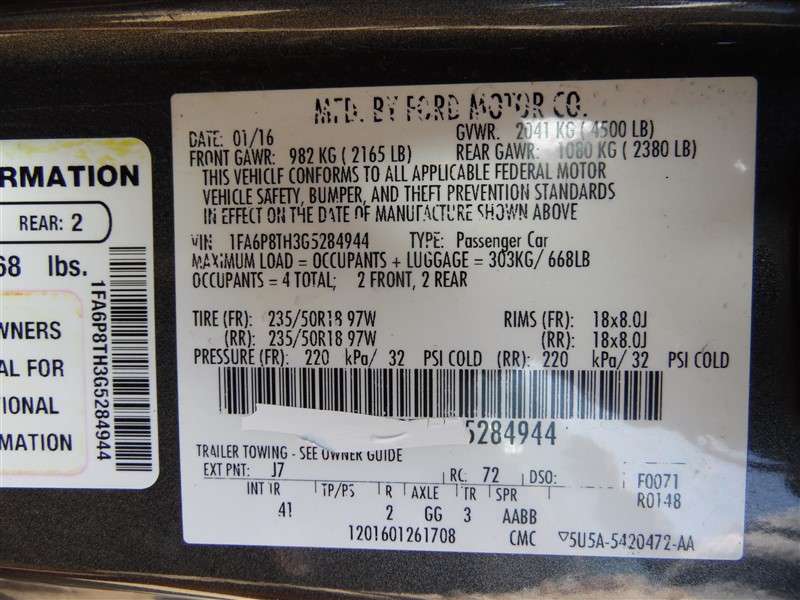 RMATION
REAR: 2
68 lbs.
WNERS
AL FOR
TIONAL
RMATION
1FA6P8TH3G5284944
MFD. BY FORD MOTOR CO.
DATE: 01/16 GVWR: 2041 KG ( 4500 LB)
FRONT GAWR: 982 KG ( 2165 LB) REAR GAWR: 1080 KG ( 2380 LB)
THIS VEHICLE CONFORMS TO ALL APPLICABLE FEDERAL MOTOR
VEHICLE SAFETY, BUMPER, AND THEFT PREVENTION STANDARDS
IN EFFECT ON THE DATE OF MANUFACTURE SHOWN ABOVE
VIN: 1FA6P8TH3G5284944 TYPE: Passenger Car
MAXIMUM LOAD = OCCUPANTS + LUGGAGE = 303KG/ 668LB
OCCUPANTS = 4 TOTAL; 2 FRONT, 2 REAR
TIRE (FR): 235/50R18 97W RIMS (FR): 18x8.0J
(RR): 235/50R18 97W (RR): 18x8.0J
PRESSURE (FR): 220 kPa/ 32 PSI COLD (RR): 220 kPa/ 32 PSI COLD
5284944
TRAILER TOWING - SEE OWNER GUIDE
EXT PNT: J7 RC: 72 DSO: F0071
INT TR TP/PS R AXLE TR SPR R0148
41 2 GG 3 AABB
1201601261708 CMC ▽5U5A-5420472-AA